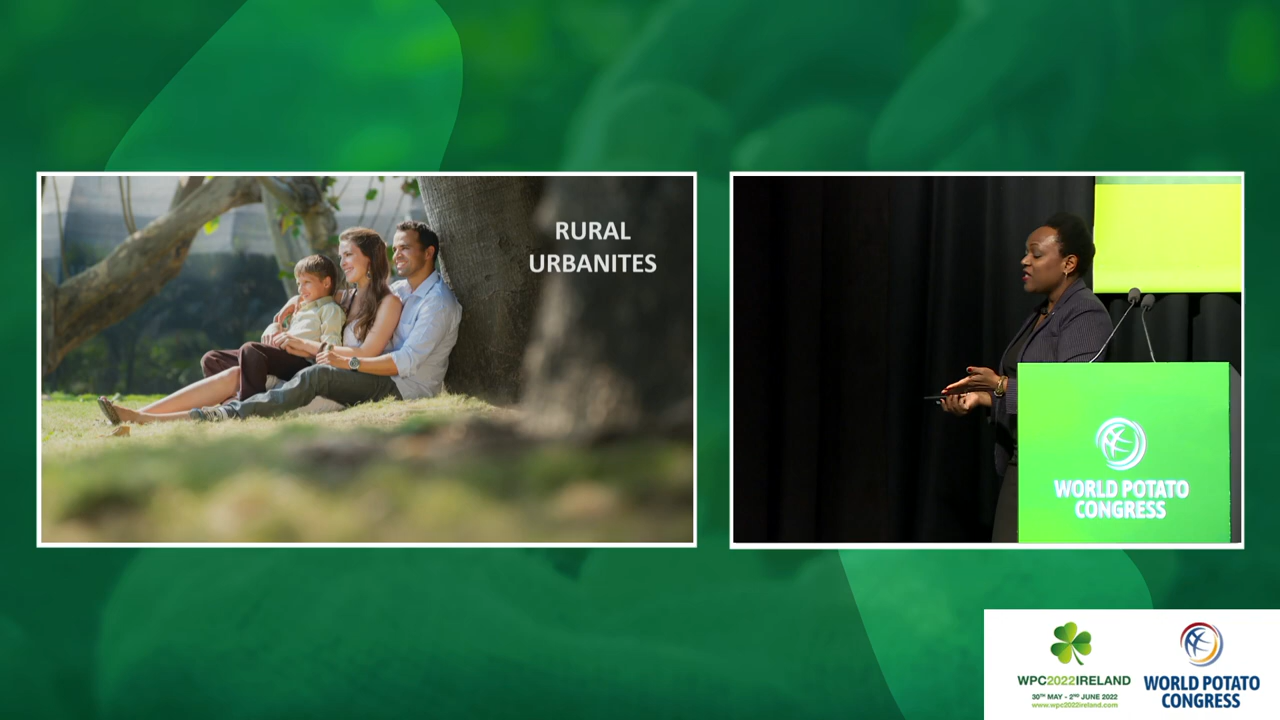 RURAL
URBANITES
WORLD POTATO
CONGRESS
WPC2022IRELAND
30TH MAY - 2ND JUNE 2022
www.wpc2022ireland.com
WORLD POTATO
CONGRESS